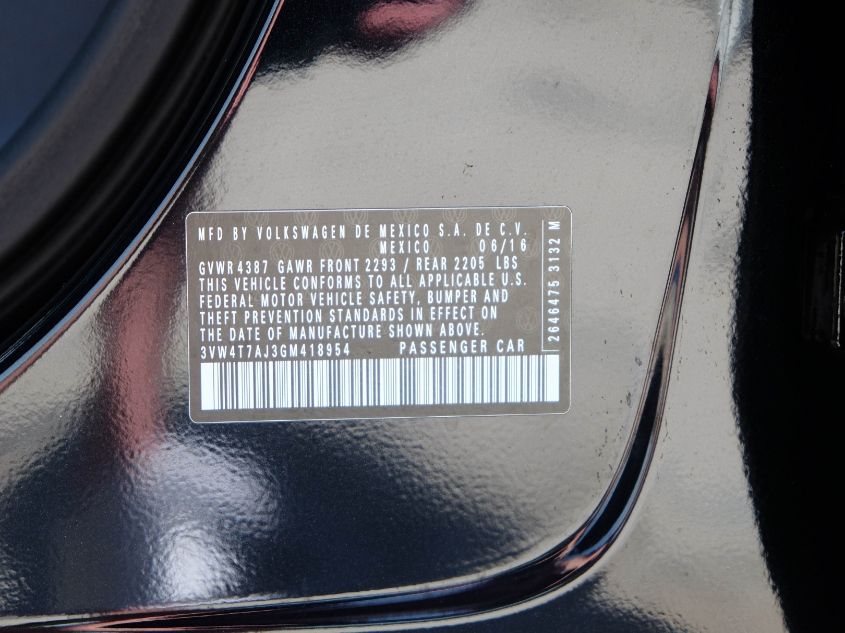 MFD BY VOLKSWAGEN DE MEXICO S.A. DE C.V.
MEXICO 06/16
GVWR 4387 GAWR FRONT 2293 / REAR 2205 LBS
THIS VEHICLE CONFORMS TO ALL APPLICABLE U.S.
FEDERAL MOTOR VEHICLE SAFETY, BUMPER AND
THEFT PREVENTION STANDARDS IN EFFECT ON
THE DATE OF MANUFACTURE SHOWN ABOVE.
3VW4T7AJ3GM418954 PASSENGER CAR
2646475 3132 M